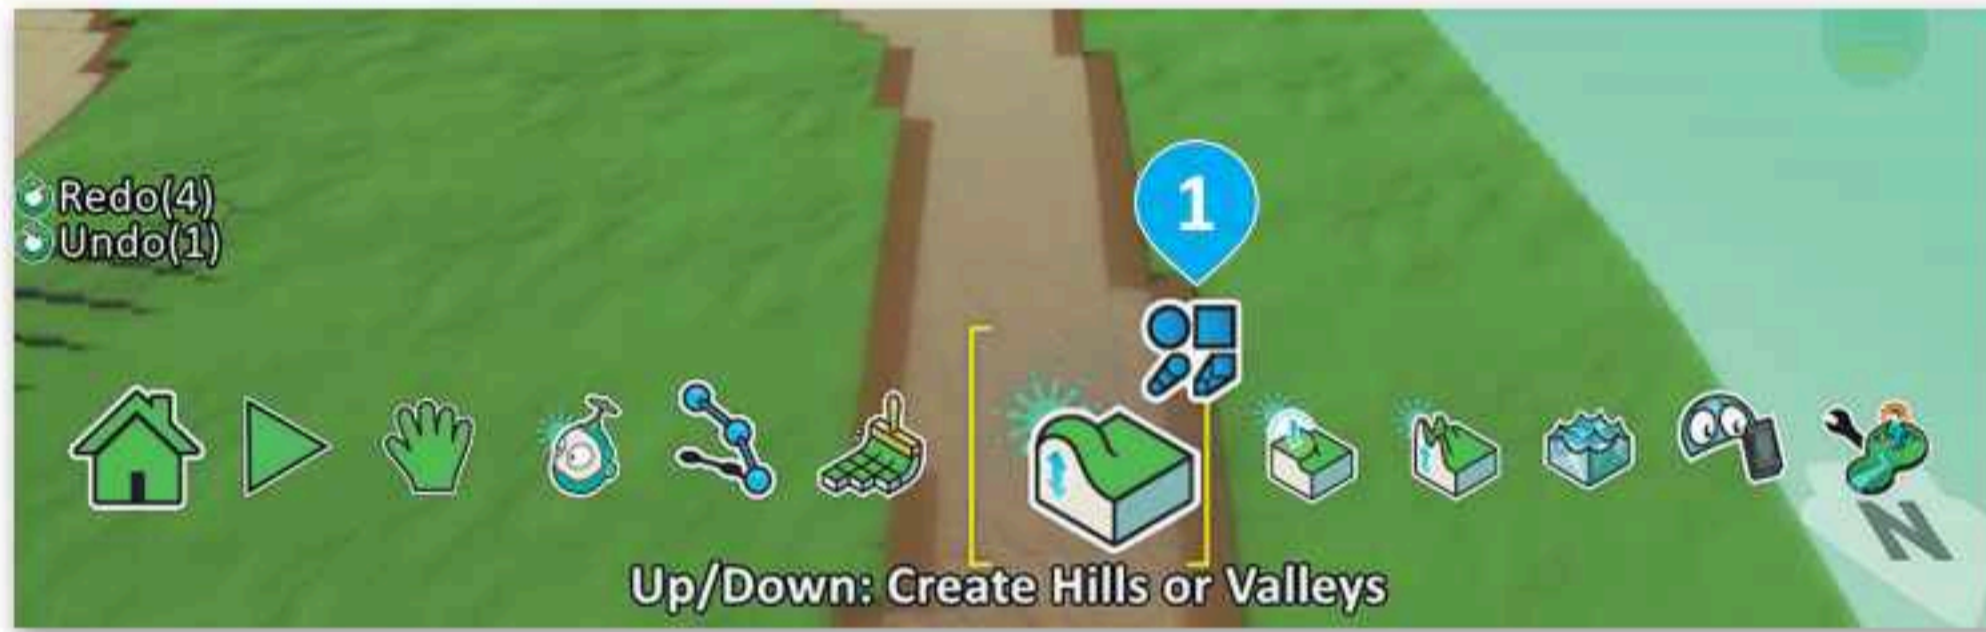 Redo(4)
Undo(1)
1
Up/Down: Create Hills or Valleys
N